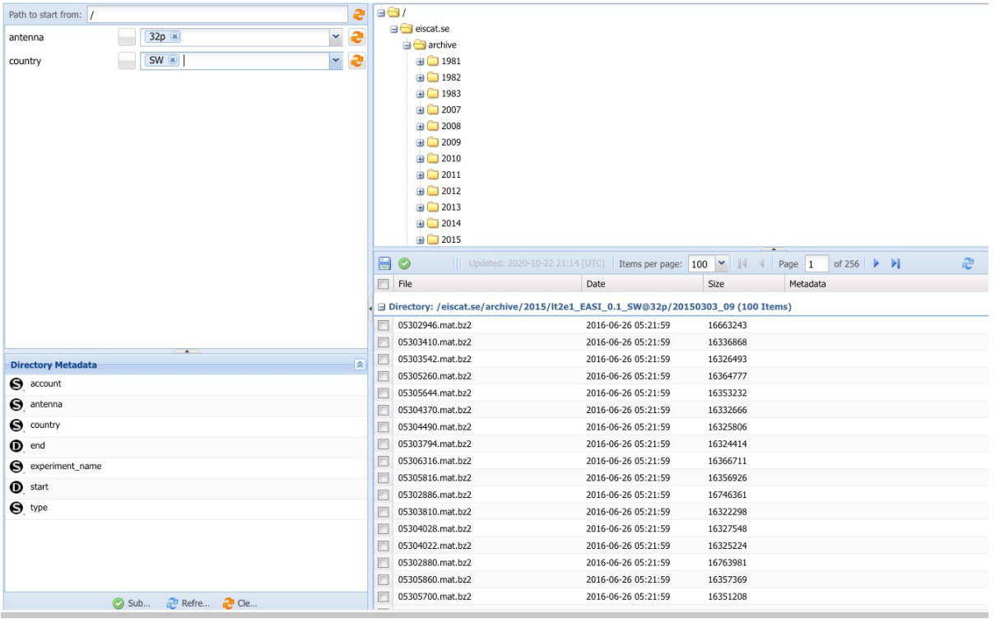 Path to start from: /
antenna 32p
country SW
Directory Metadata
S account
S antenna
S country
D end
S experiment_name
D start
S type
Sub... Refre... Cle...
/
eiscat.se
archive
1981
1982
1983
2007
2008
2009
2010
2011
2012
2013
2014
2015
Updated: 2020-10-22 21:14 [UTC] Items per page: 100 Page 1 of 256
File Date Size Metadata
Directory: /eiscat.se/archive/2015/lt2e1_EASI_0.1_SW@32p/20150303_09 (100 Items)
05302946.mat.bz2 2016-06-26 05:21:59 16663243
05303410.mat.bz2 2016-06-26 05:21:59 16336868
05303542.mat.bz2 2016-06-26 05:21:59 16326493
05305260.mat.bz2 2016-06-26 05:21:59 16364777
05305644.mat.bz2 2016-06-26 05:21:59 16353232
05304370.mat.bz2 2016-06-26 05:21:59 16332666
05304490.mat.bz2 2016-06-26 05:21:59 16325806
05303794.mat.bz2 2016-06-26 05:21:59 16324414
05306316.mat.bz2 2016-06-26 05:21:59 16366711
05305816.mat.bz2 2016-06-26 05:21:59 16356926
05302886.mat.bz2 2016-06-26 05:21:59 16746361
05303810.mat.bz2 2016-06-26 05:21:59 16322298
05304028.mat.bz2 2016-06-26 05:21:59 16327548
05304022.mat.bz2 2016-06-26 05:21:59 16325224
05302880.mat.bz2 2016-06-26 05:21:59 16763981
05305860.mat.bz2 2016-06-26 05:21:59 16357369
05305700.mat.bz2 2016-06-26 05:21:59 16351208